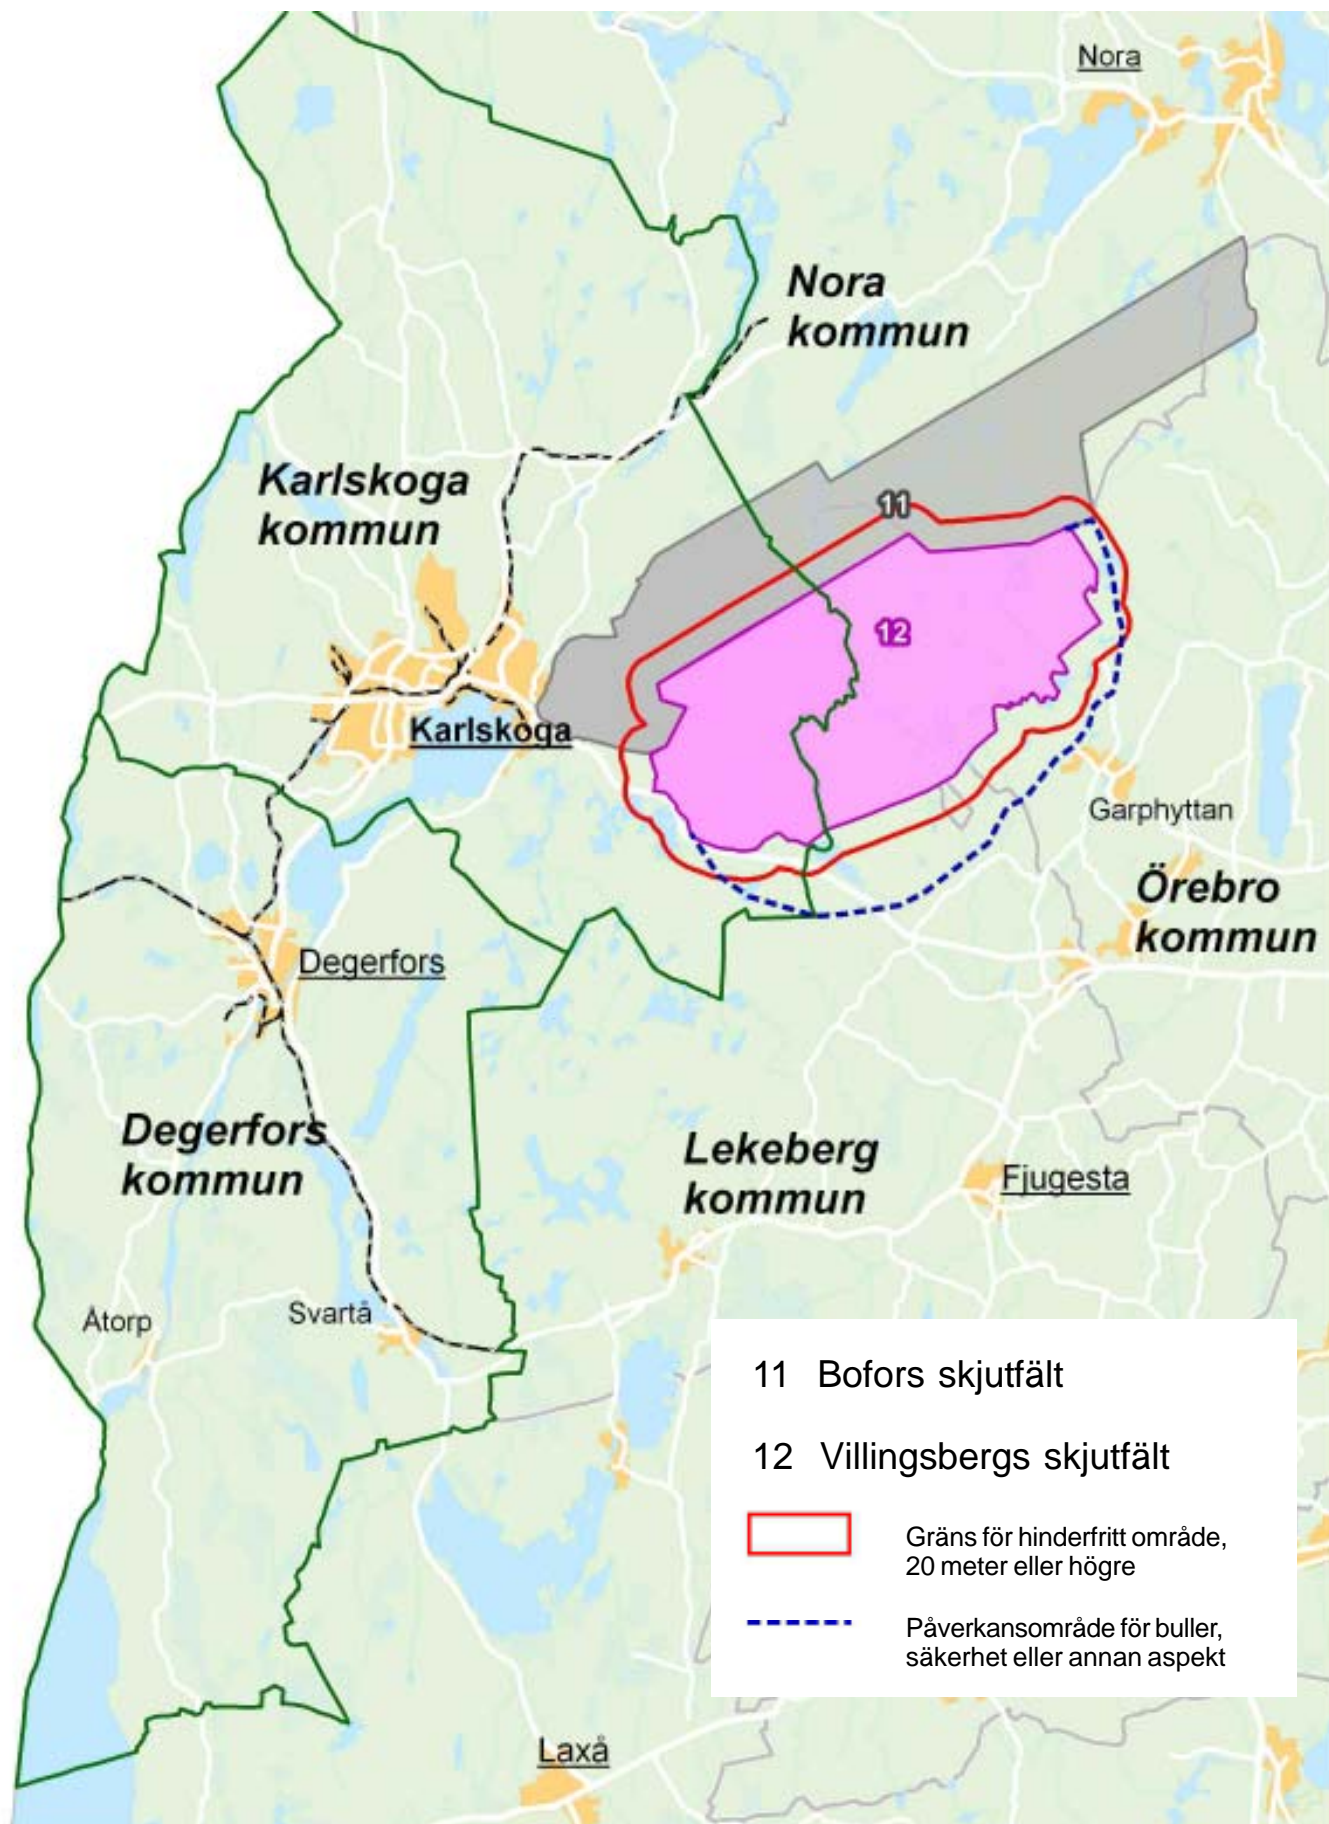 Nora
Nora
kommun
Karlskoga
kommun
11
12
Karlskoga
Garphyttan
Örebro
kommun
Degerfors
Degerfors
kommun
Lekeberg
kommun
Fjugesta
Åtorp
Svartå
11 Bofors skjutfält
12 Villingsbergs skjutfält
Gräns för hinderfritt område,
20 meter eller högre
Påverkansområde för buller,
säkerhet eller annan aspekt
Laxå